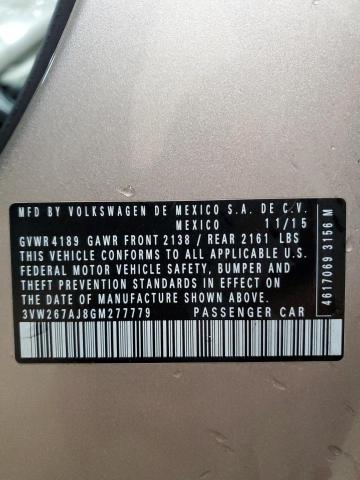 MFD BY VOLKSWAGEN DE MEXICO S.A. DE C.V.
MEXICO 11/15
GVWR 4189 GAWR FRONT 2138 / REAR 2161 LBS
THIS VEHICLE CONFORMS TO ALL APPLICABLE U.S.
FEDERAL MOTOR VEHICLE SAFETY, BUMPER AND
THEFT PREVENTION STANDARDS IN EFFECT ON
THE DATE OF MANUFACTURE SHOWN
3VW267AJ8GM277779 PASSENGER CAR
4617069 3156 M